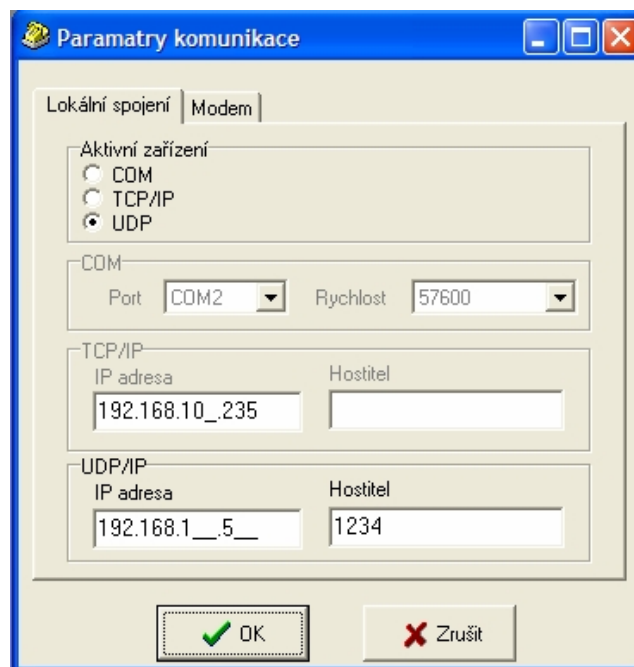 Paramatry komunikace
Lokální spojení Modem
Aktivní zařízení
COM
TCP/IP
UDP
COM
Port COM2 Rychlost 57600
TCP/IP
IP adresa Hostitel
192.168.10_.235
UDP/IP
IP adresa Hostitel
192.168.1__.5__ 1234
OK Zrušit